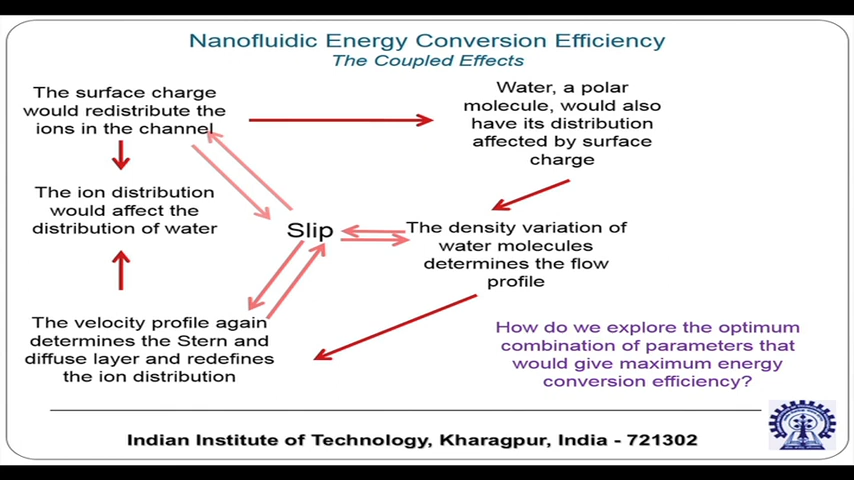 Nanofluidic Energy Conversion Efficiency
The Coupled Effects
The surface charge
would redistribute the
ions in the channel
Water, a polar
molecule, would also
have its distribution
affected by surface
charge
The ion distribution
would affect the
distribution of water
Slip
The density variation of
water molecules
determines the flow
profile
The velocity profile again
determines the Stern and
diffuse layer and redefines
the ion distribution
How do we explore the optimum
combination of parameters that
would give maximum energy
conversion efficiency?
Indian Institute of Technology, Kharagpur, India - 721302